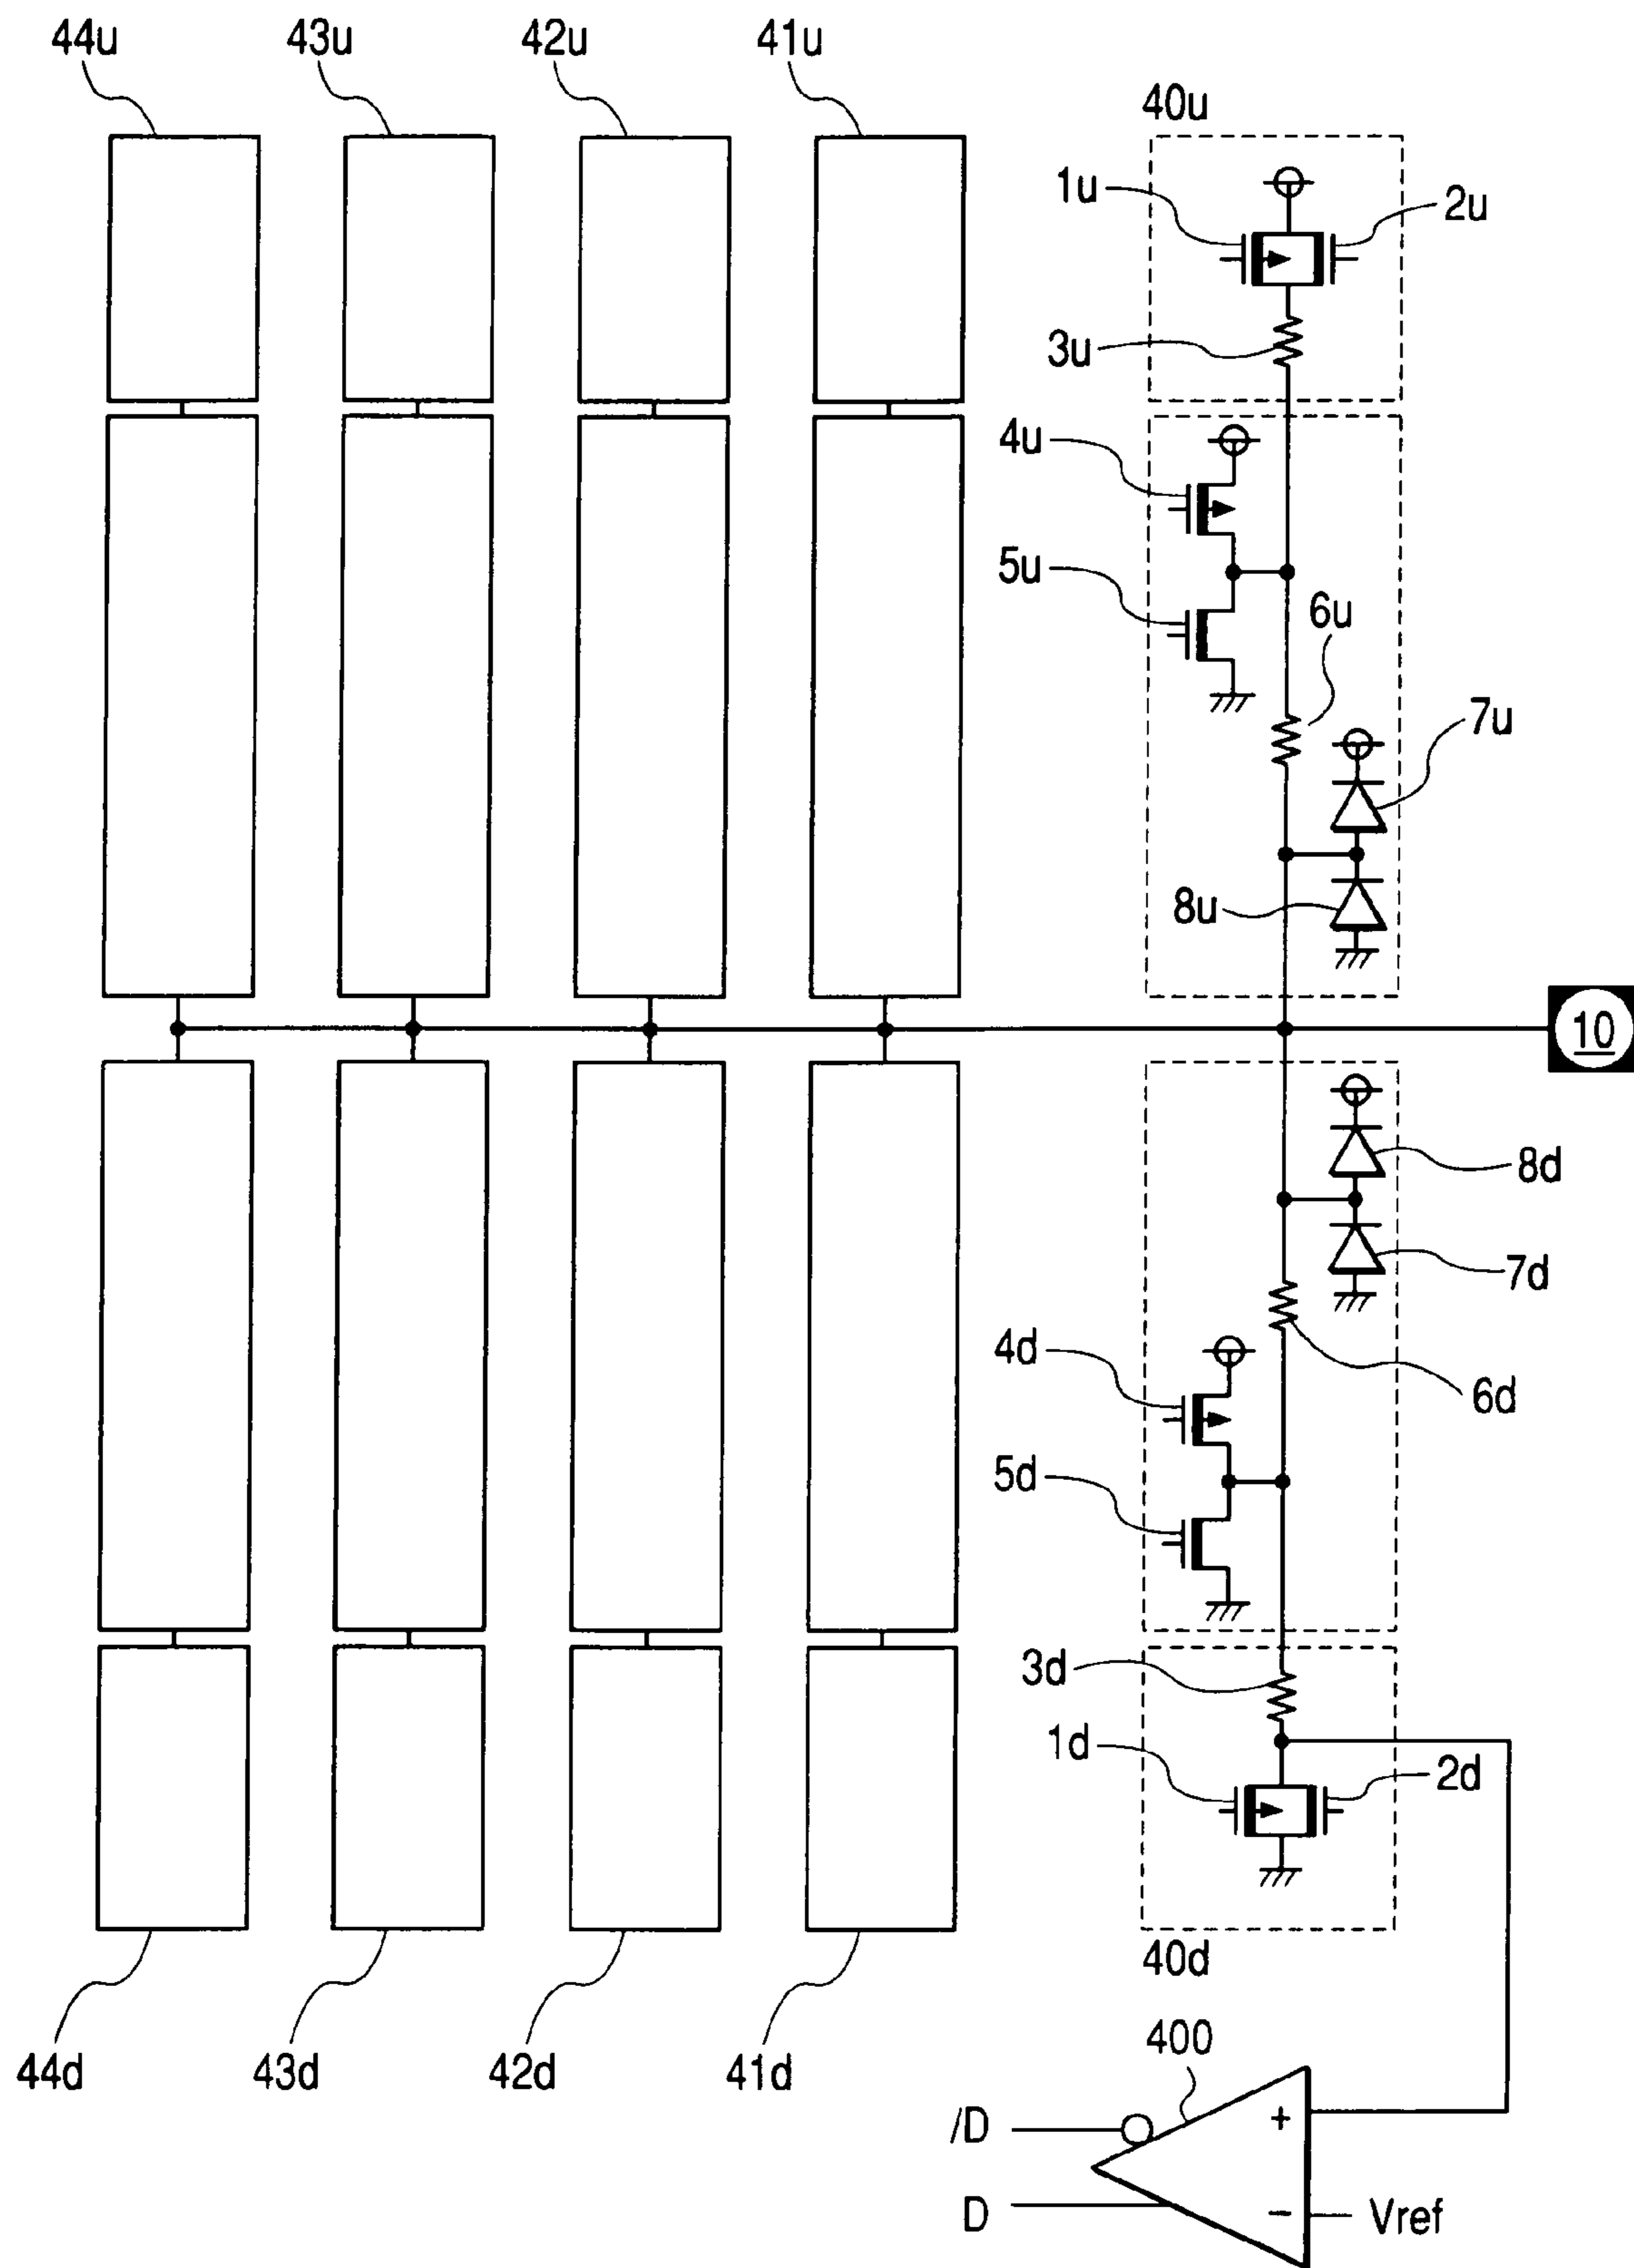 44u 43u 42u 41u
40u
1u 2u
3u
4u
5u
6u
7u
8u
10
8d
7d
4d
6d
5d
3d
1d 2d
40d
44d 43d 42d 41d
400
/D +
D − Vref